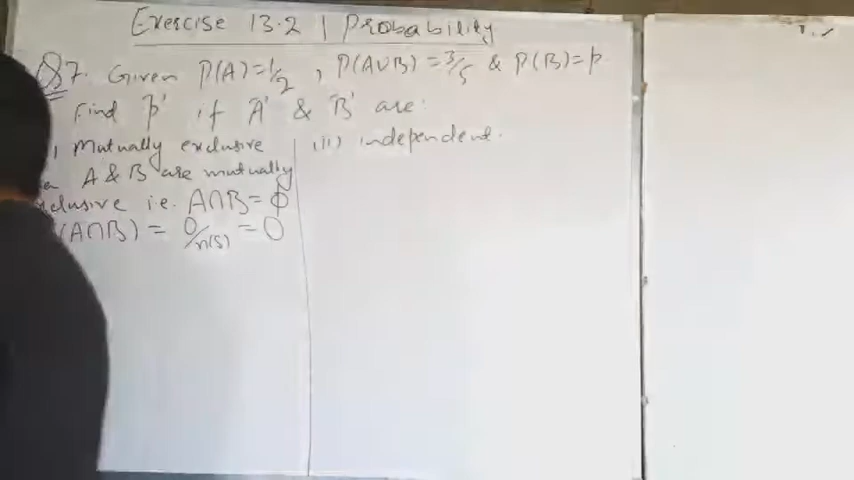 Exercise 13.2 | Probability
Q7. Given P(A)=1/2, P(A∪B)=3/5 & P(B)=p
Find 'p' if 'A' & 'B' are:
) Mutually exclusive
A & B are mutually
i.e. A∩B=ϕ
(A∩B) = 0/n(S) = 0
(ii) independent.